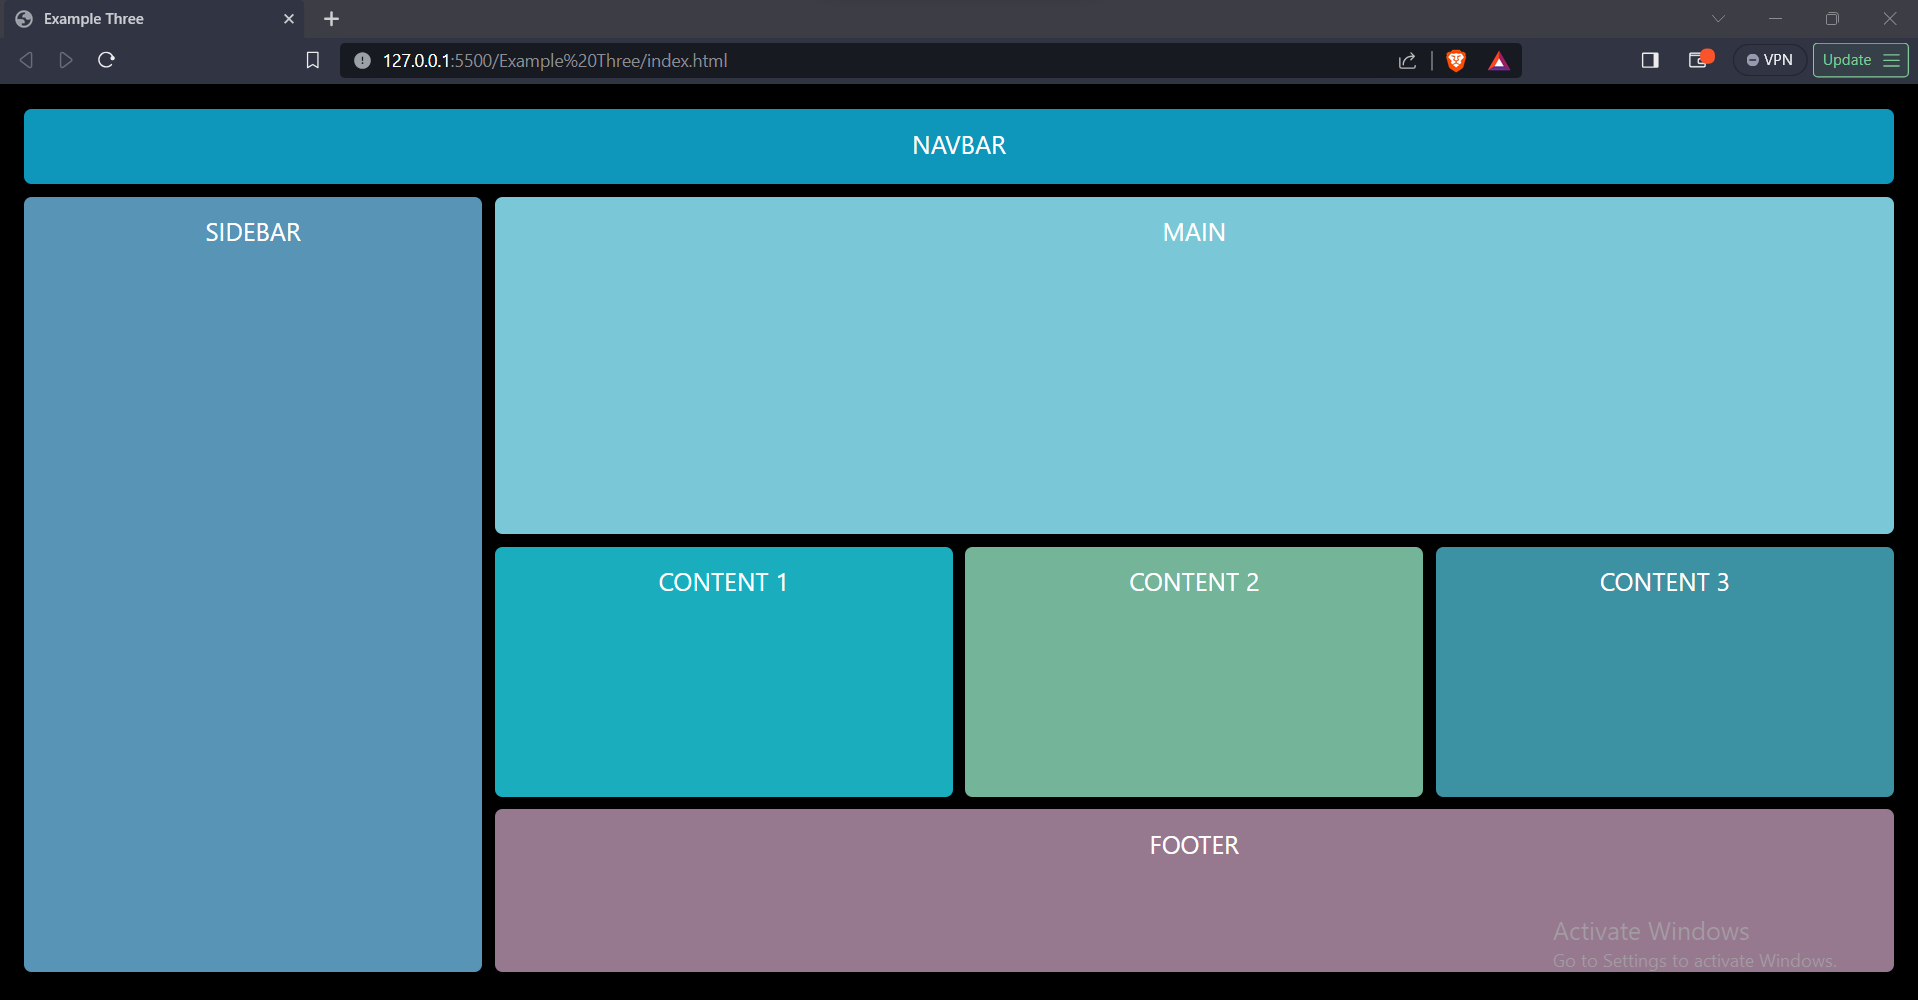 Example Three
127.0.0.1:5500/Example%20Three/index.html
VPN
Update
NAVBAR
SIDEBAR
MAIN
CONTENT 1
CONTENT 2
CONTENT 3
FOOTER
Activate Windows
Go to Settings to activate Windows.